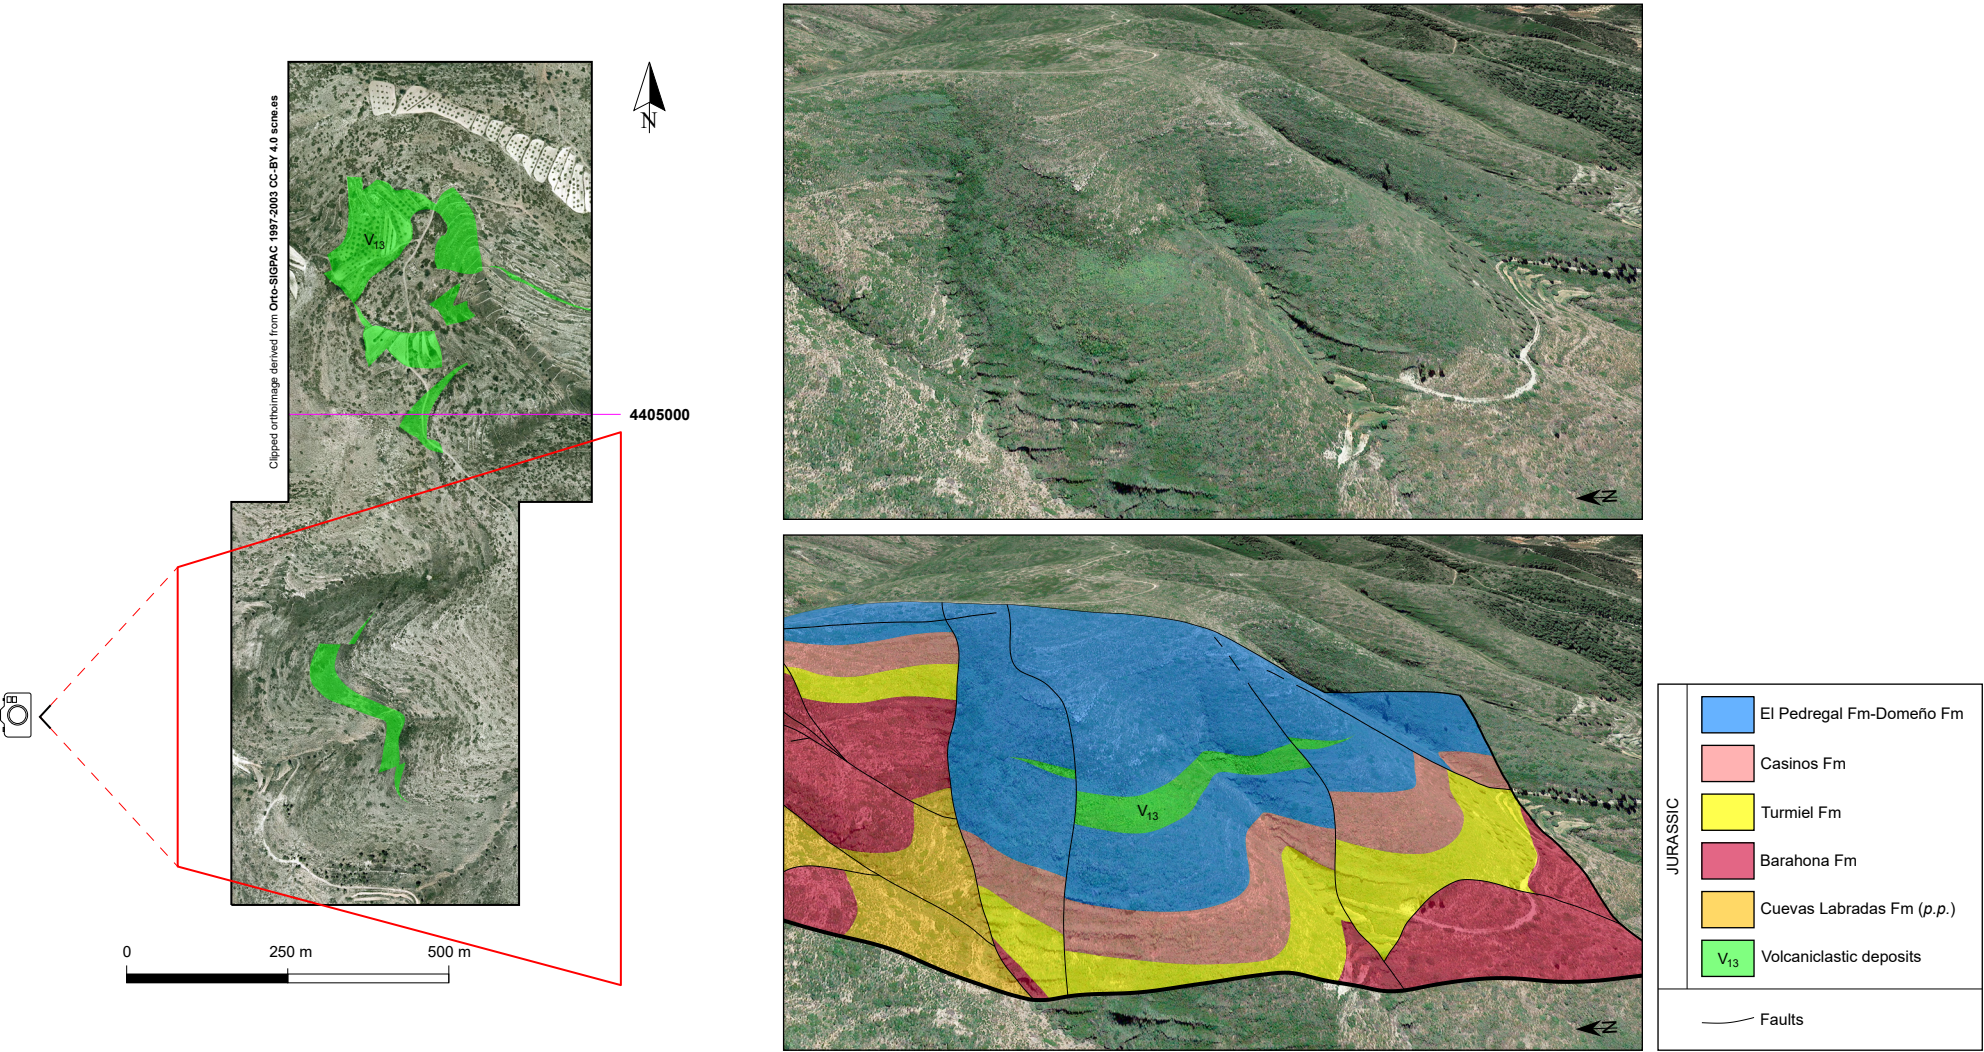 Clipped orthoimage derived from Orto-SIGPAC 1997-2003 CC-BY 4.0 scne.es
N
V13
4405000
0 250 m 500 m
N
V13
N
JURASSIC
El Pedregal Fm-Domeño Fm
Casinos Fm
Turmiel Fm
Barahona Fm
Cuevas Labradas Fm (p.p.)
V13 Volcaniclastic deposits
Faults